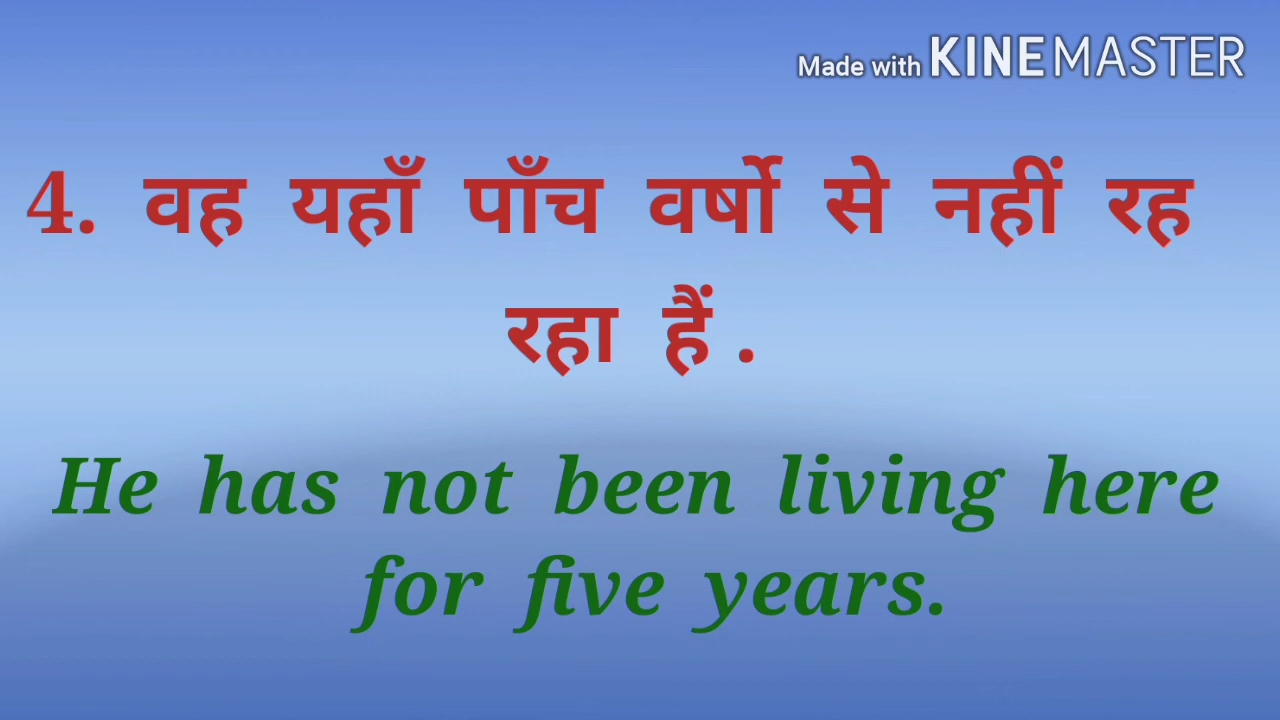 Made with KINEMASTER
4. वह यहाँ पाँच वर्षो से नहीं रह
रहा हैं .
He has not been living here
for five years.